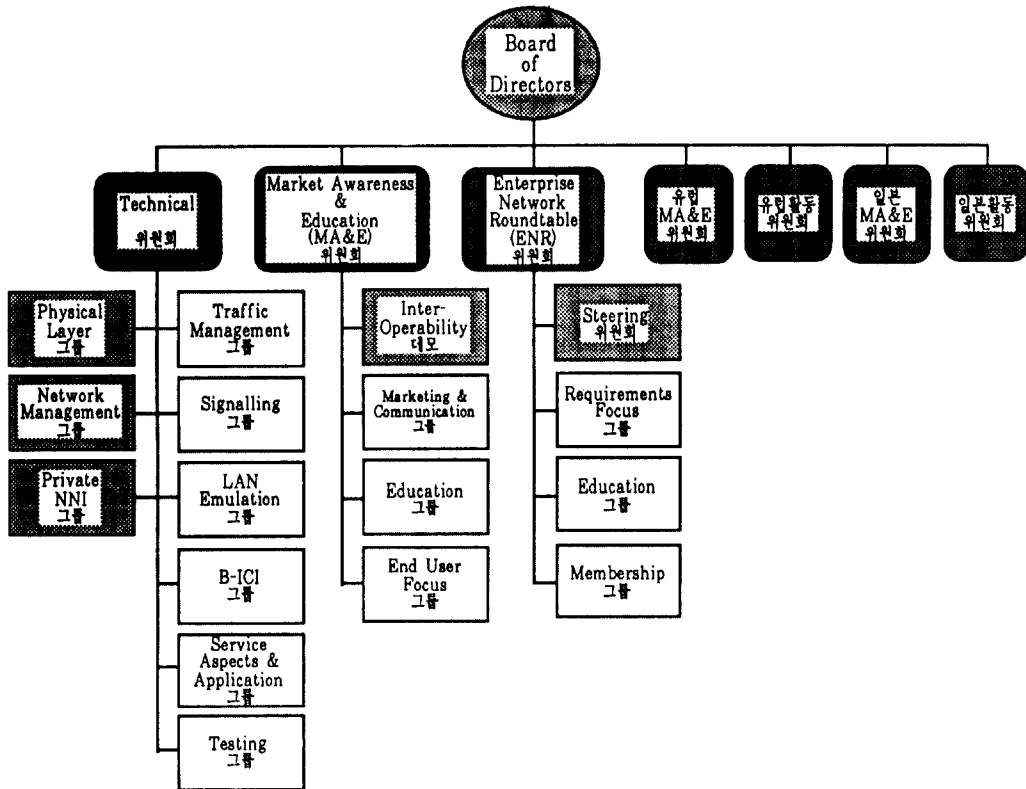 Board
of
Directors
Technical
위원회
Market Awareness
&
Education
(MA&E)
위원회
Enterprise
Network
Roundtable
(ENR)
위원회
유럽
MA&E
위원회
유럽활동
위원회
일본
MA&E
위원회
일본활동
위원회
Physical
Layer
그룹
Traffic
Management
그룹
Inter-
Operability
데모
Steering
위원회
Network
Management
그룹
Signalling
그룹
Marketing &
Communication
그룹
Requirements
Focus
그룹
Private
NNI
그룹
LAN
Emulation
그룹
Education
그룹
Education
그룹
B-ICI
그룹
End User
Focus
그룹
Membership
그룹
Service
Aspects &
Application
그룹
Testing
그룹